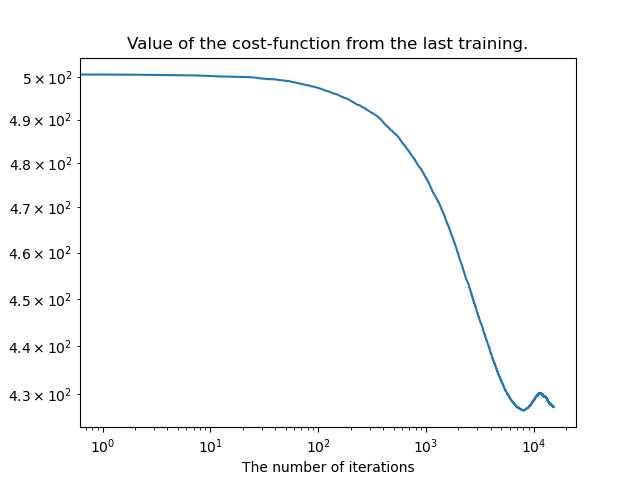 Value of the cost-function from the last training.
5 × 10²
4.9 × 10²
4.8 × 10²
4.7 × 10²
4.6 × 10²
4.5 × 10²
4.4 × 10²
4.3 × 10²
10⁰ 10¹ 10² 10³ 10⁴
The number of iterations